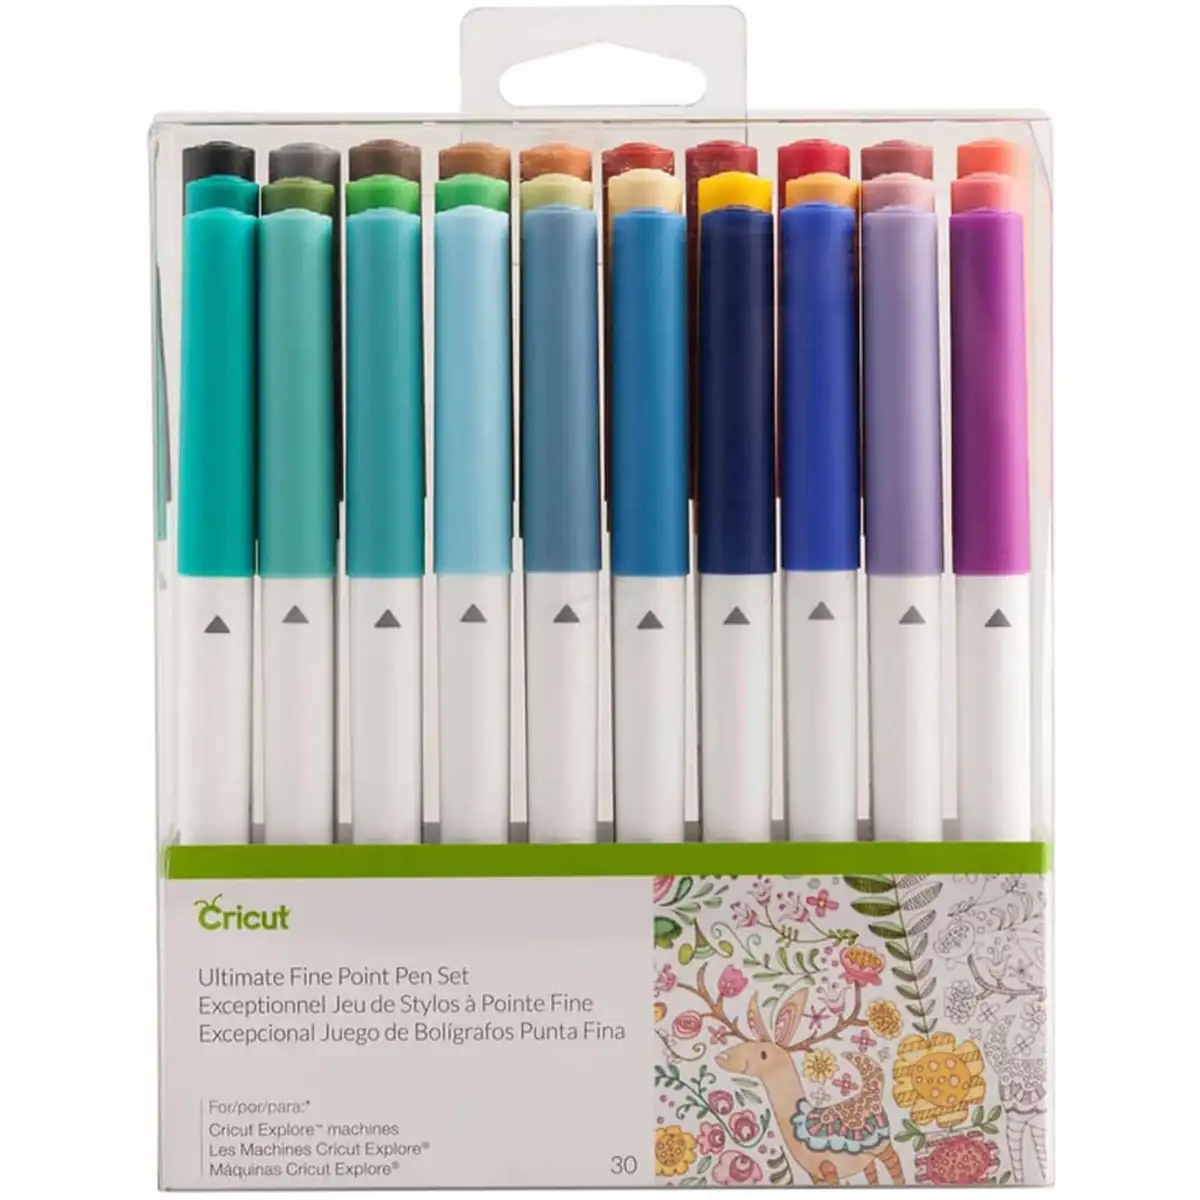 Cricut
Ultimate Fine Point Pen Set
Exceptionnel Jeu de Stylos à Pointe Fine
Excepcional Juego de Bolígrafos Punta Fina
For/por/para:*
Cricut Explore™ machines
Les Machines Cricut Explore®
Máquinas Cricut Explore®
30